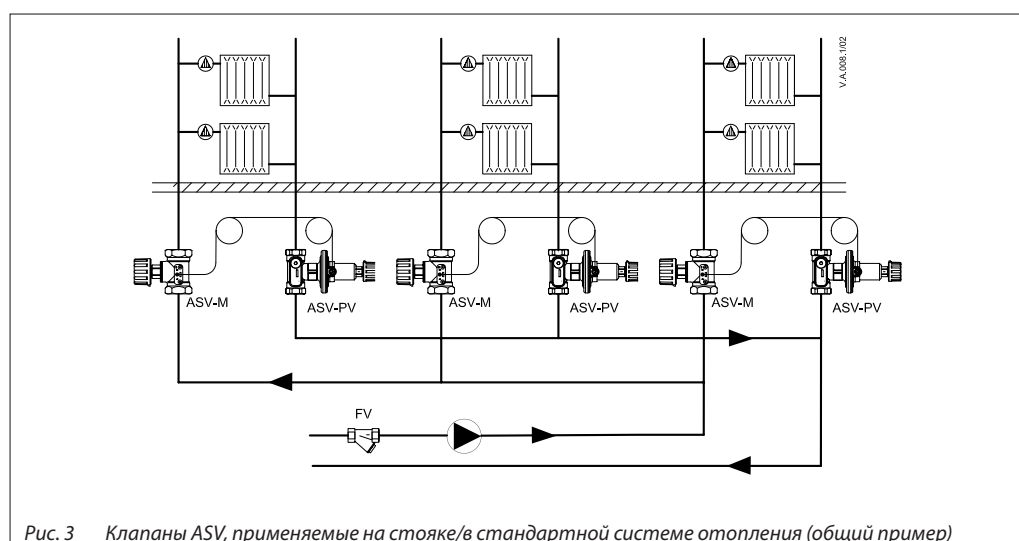 V.A.008.1/02
ASV-M
ASV-PV
ASV-M
ASV-PV
ASV-M
ASV-PV
FV
Рис. 3 Клапаны ASV, применяемые на стояке/в стандартной системе отопления (общий пример)